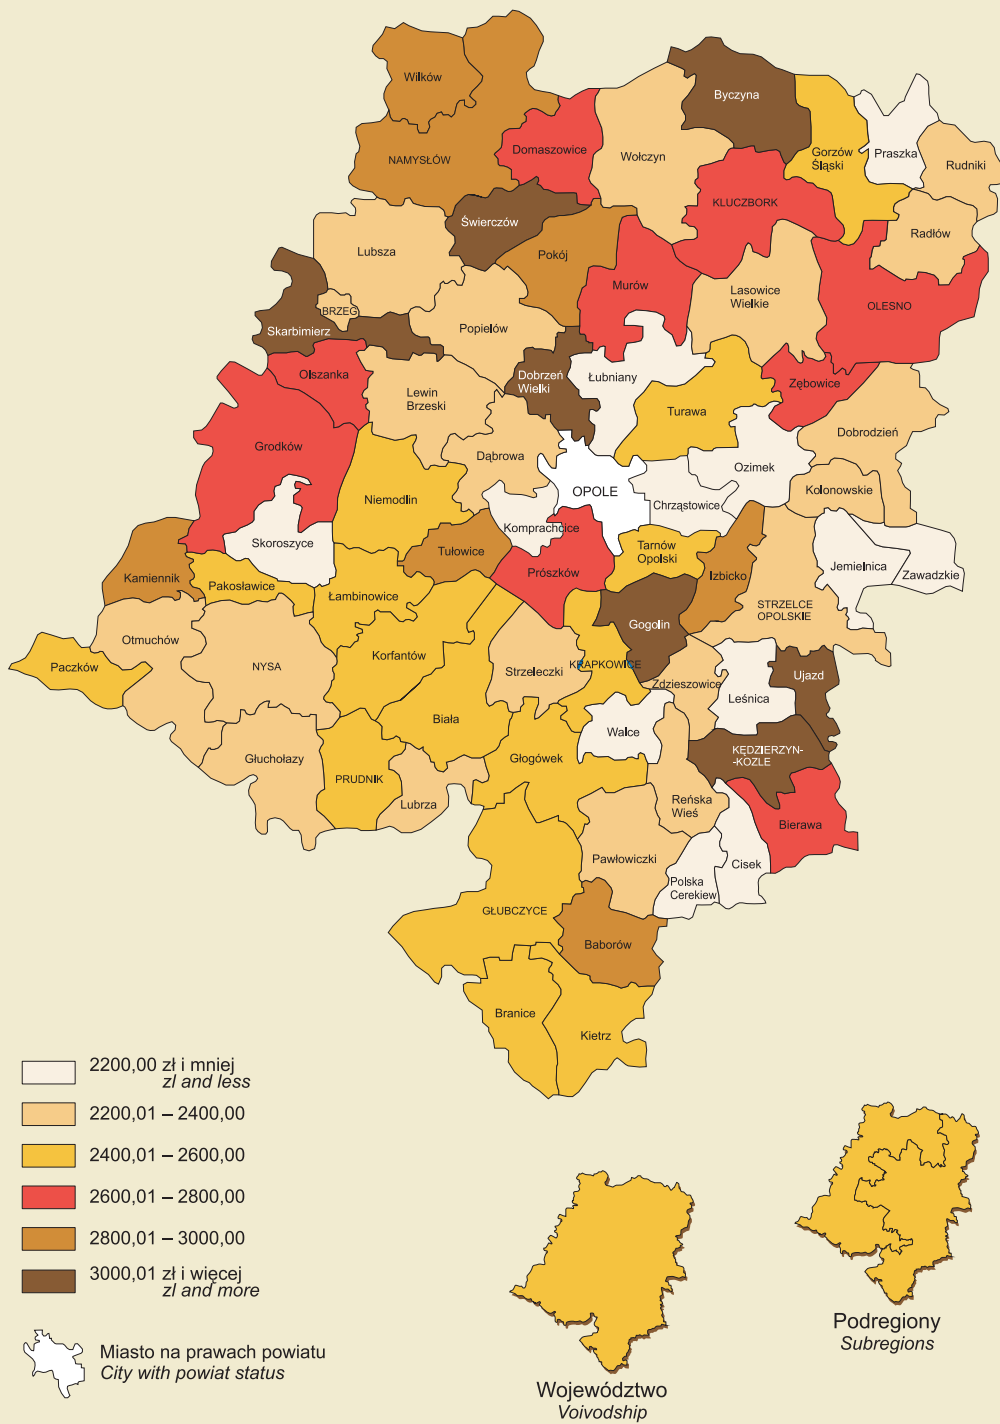 Wilków
Byczyna
NAMYSŁÓW
Domaszowice
Wołczyn
Gorzów
Śląski
Praszka
Rudniki
KLUCZBORK
Świerczów
Radłów
Lubsza
Pokój
Murów
Lasowice
Wielkie
OLESNO
BRZEG
Skarbimierz
Popielów
Olszanka
Dobrzeń
Wielki
Łubniany
Zębowice
Lewin
Brzeski
Turawa
Dobrodzień
Grodków
Dąbrowa
Ozimek
Niemodlin
OPOLE
Kolonowskie
Chrząstowice
Komprachcice
Skoroszyce
Tułowice
Tarnów
Opolski
Jemielnica
Zawadzkie
Kamiennik
Pakosławice
Prószków
Izbicko
Łambinowice
STRZELCE
OPOLSKIE
Gogolin
Otmuchów
Paczków
NYSA
Korfantów
Strzeleczki
KRAPKOWICE
Zdzieszowice
Leśnica
Ujazd
Biała
Walce
Głuchołazy
PRUDNIK
Głogówek
KĘDZIERZYN-
-KOZLE
Lubrza
Reńska
Wieś
Bierawa
Pawłowiczki
Cisek
Polska
Cerekiew
GŁUBCZYCE
Baborów
Branice
Kietrz
2200,00 zł i mniej
zl and less
2200,01 – 2400,00
2400,01 – 2600,00
2600,01 – 2800,00
2800,01 – 3000,00
3000,01 zł i więcej
zl and more
Miasto na prawach powiatu
City with powiat status
Województwo
Voivodship
Podregiony
Subregions